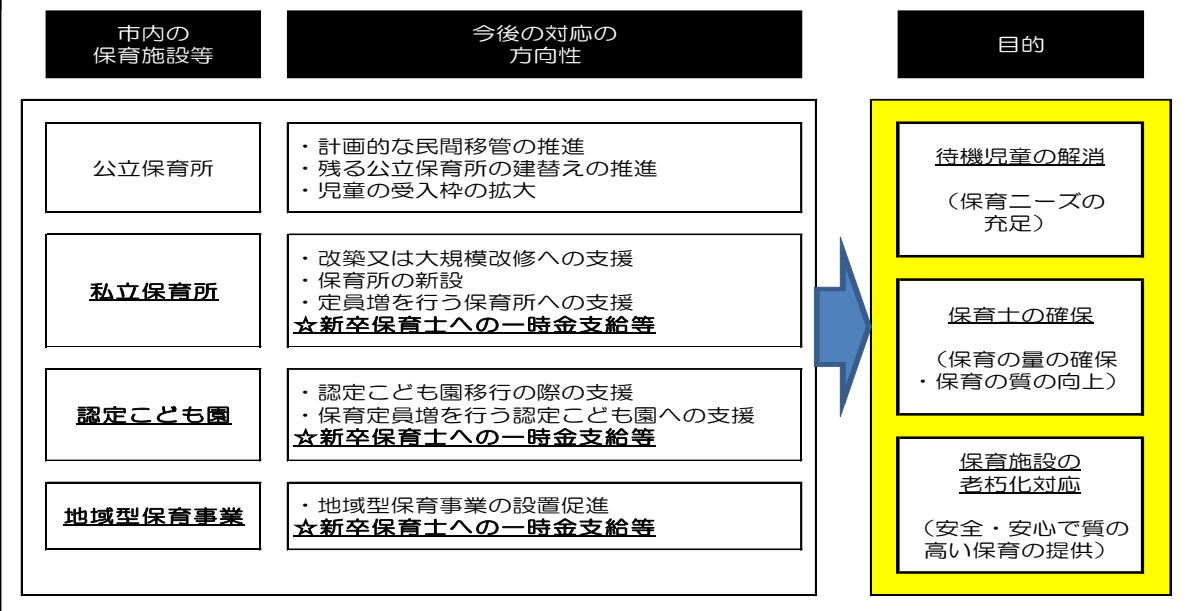 市内の
保育施設等
今後の対応の
方向性
目的
公立保育所
・計画的な民間移管の推進
・残る公立保育所の建替えの推進
・児童の受入枠の拡大
私立保育所
・改築又は大規模改修への支援
・保育所の新設
・定員増を行う保育所への支援
☆新卒保育士への一時金支給等
認定こども園
・認定こども園移行の際の支援
・保育定員増を行う認定こども園への支援
☆新卒保育士への一時金支給等
地域型保育事業
・地域型保育事業の設置促進
☆新卒保育士への一時金支給等
待機児童の解消
（保育ニーズの
充足）
保育士の確保
（保育の量の確保
・保育の質の向上）
保育施設の
老朽化対応
（安全・安心で質の
高い保育の提供）